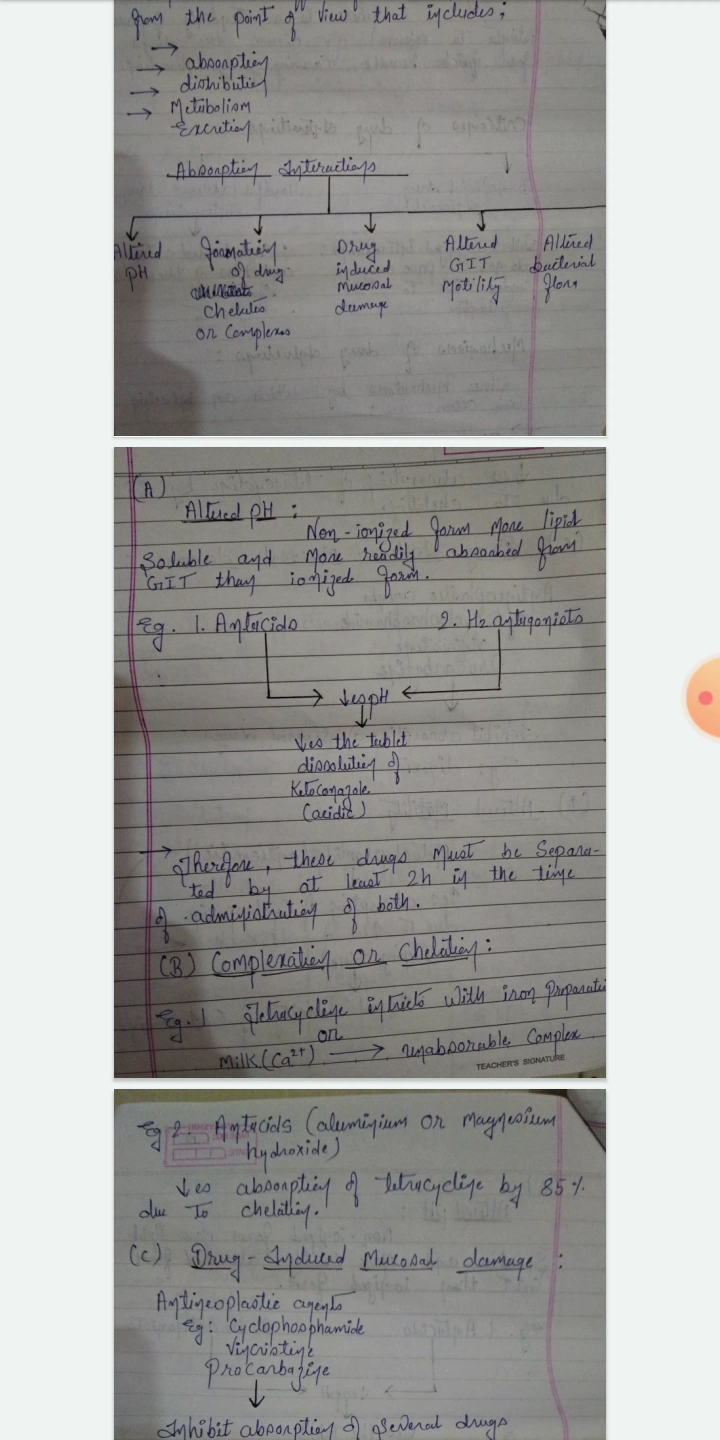 from the point of view that includes;
→
→ absorption
→ distribution
→ Metabolism
Excretion
Absorption Interactions
Altered pH
Formation of drug
chelates
or Complexes
Drug induced mucosal damage
Altered GIT Motility
Altered bacterial flora
(A)
Altered pH :
Non-ionized form more lipid
Soluble and more readily absorbed from
GIT than ionized form.
Eg. 1. Antacids 2. H2 antagonists
↓es pH
↓es the tablet
dissolution of
Ketoconazole
(acidic)
→ Therefore, these drugs must be Separa-
ted by at least 2h in the time
of administration of both.
(B) Complexation or Chelation:
Eg. 1 Tetracycline intrcts with iron Preparati
or
Milk (Ca2+) → unabsorable Complex
TEACHER'S SIGNATURE
Eg 2. Antacids (aluminium or magnesium
hydroxide)
↓es absorption of tetracycline by 85%
due To chelation.
(C) Drug-Induced Mucosal damage :
Antineoplastic agents
Eg: Cyclophosphamide
Vincristine
Procarbazine
Inhibit absorption of several drugs